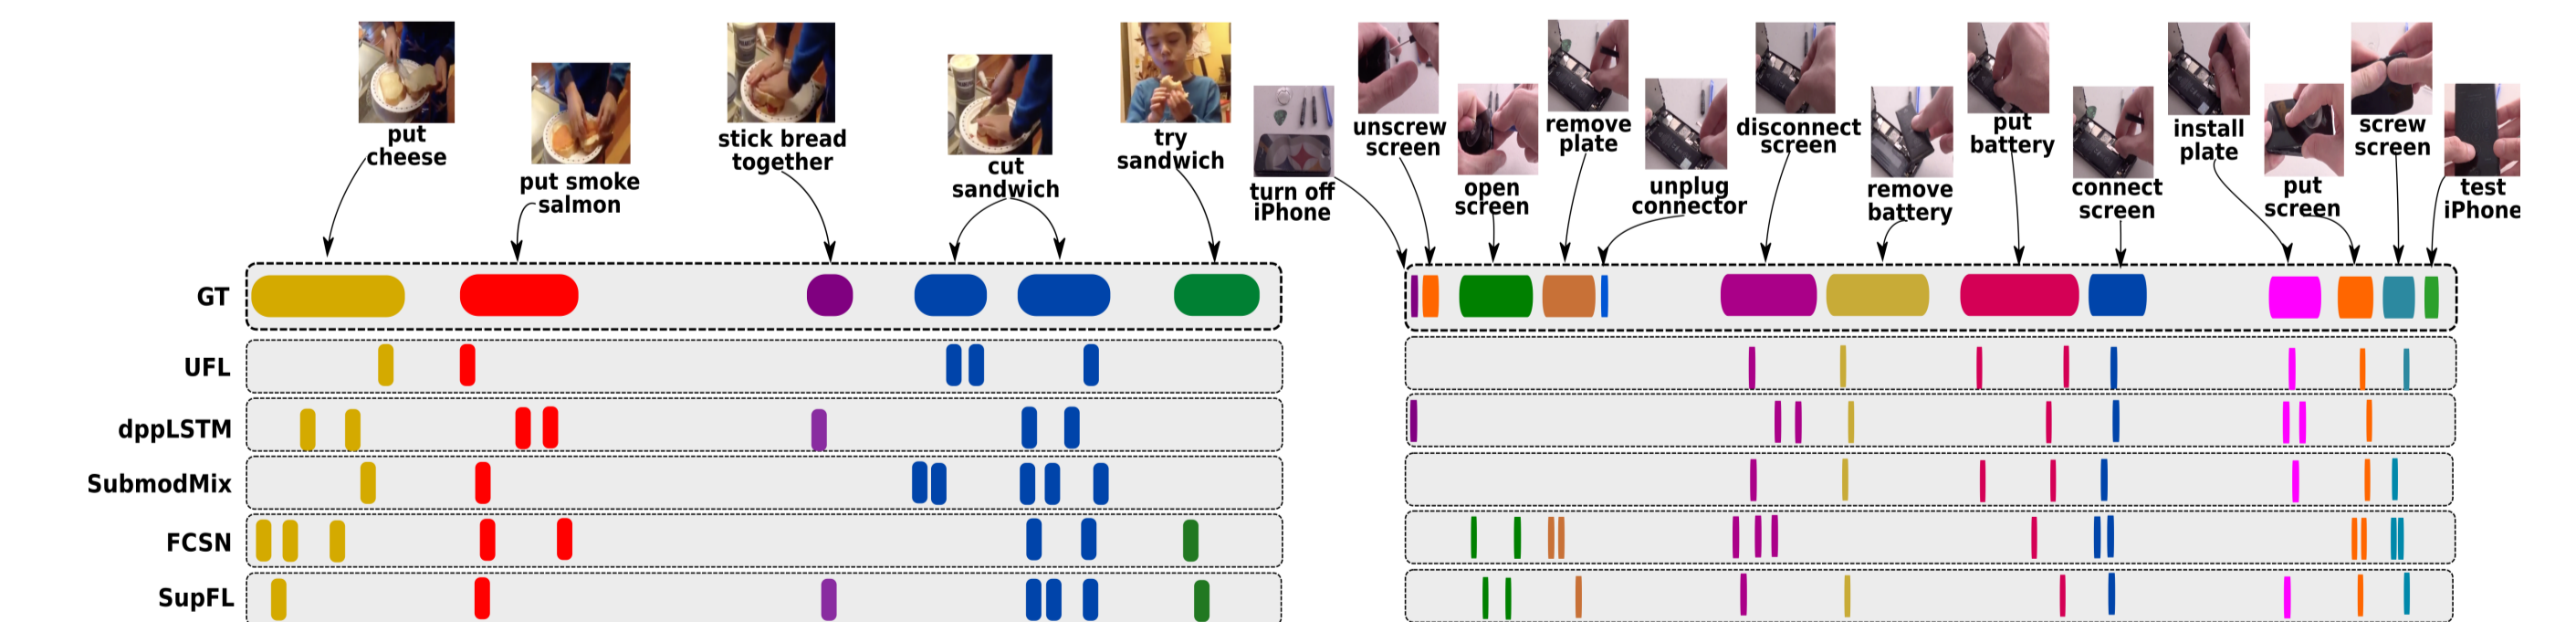 put
cheese
put smoke
salmon
stick bread
together
cut
sandwich
try
sandwich
turn off
iPhone
unscrew
screen
open
screen
remove
plate
unplug
connector
disconnect
screen
remove
battery
put
battery
connect
screen
install
plate
put
screen
screw
screen
test
iPhone
GT
UFL
dppLSTM
SubmodMix
FCSN
SupFL